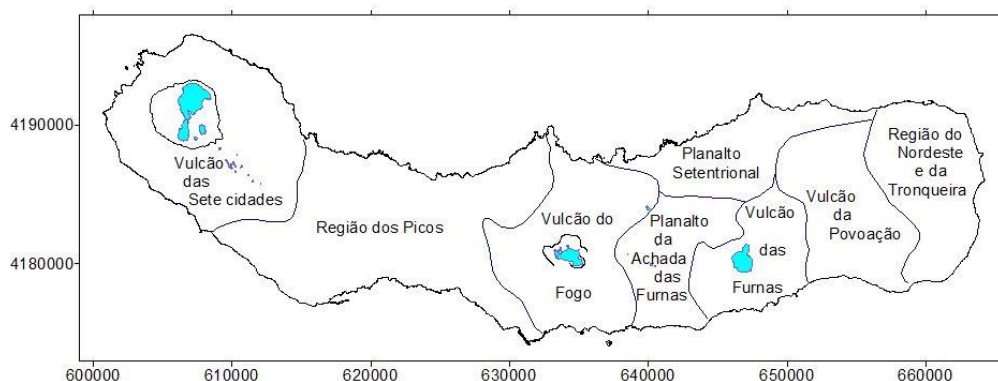 4190000
4180000
Vulcão
das
Sete cidades
Região dos Picos
Vulcão do
Fogo
Planalto
Setentrional
Planalto
da
Achada
das
Furnas
Vulcão
das
Furnas
Vulcão
da
Povoação
Região do
Nordeste
e da
Tronqueira
600000 610000 620000 630000 640000 650000 660000